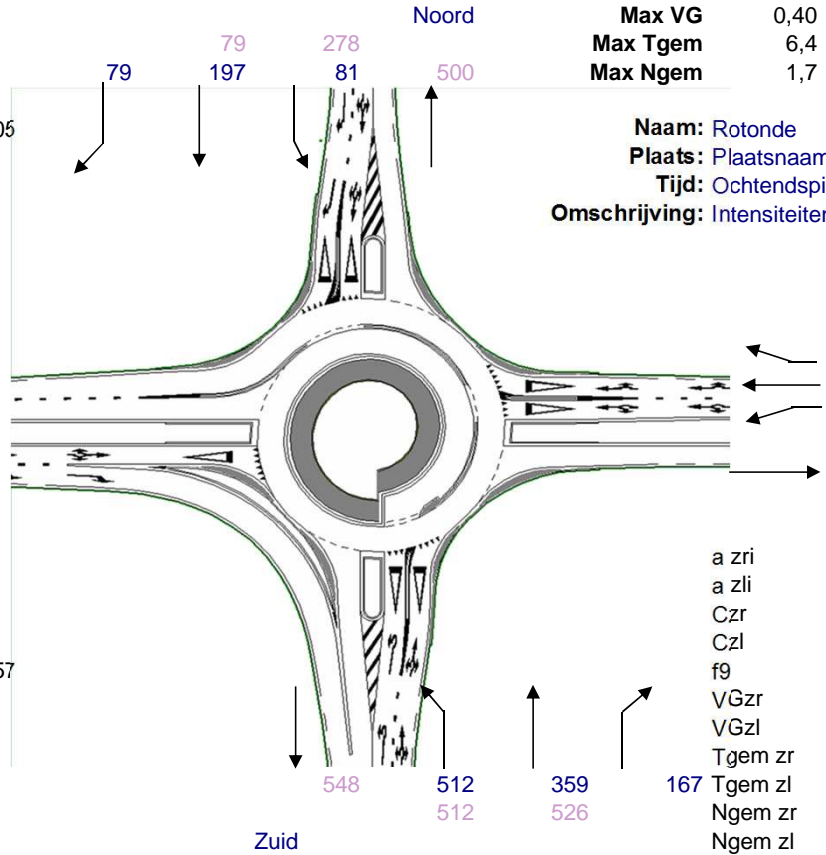 Noord
Max VG 0,40
79 278 Max Tgem 6,4
79 197 81 500 Max Ngem 1,7
05
Naam: Rotonde
Plaats: Plaatsnaam
Tijd: Ochtendspi
Omschrijving: Intensiteiten
a zri
a zli
Czr
Czl
57
f9
VGzr
VGzl
Tgem zr
548 512 359 167 Tgem zl
512 526 Ngem zr
Zuid Ngem zl